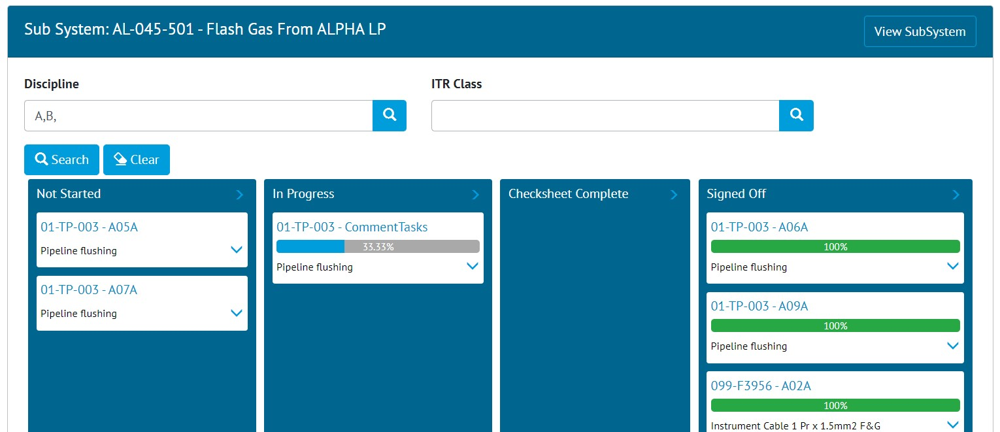 Sub System: AL-045-501 - Flash Gas From ALPHA LP
View SubSystem
Discipline
ITR Class
A,B,
Search
Clear
Not Started
01-TP-003 - A05A
Pipeline flushing
01-TP-003 - A07A
Pipeline flushing
In Progress
01-TP-003 - CommentTasks
33.33%
Pipeline flushing
Checksheet Complete
Signed Off
01-TP-003 - A06A
100%
Pipeline flushing
01-TP-003 - A09A
100%
Pipeline flushing
099-F3956 - A02A
100%
Instrument Cable 1 Pr x 1.5mm2 F&G